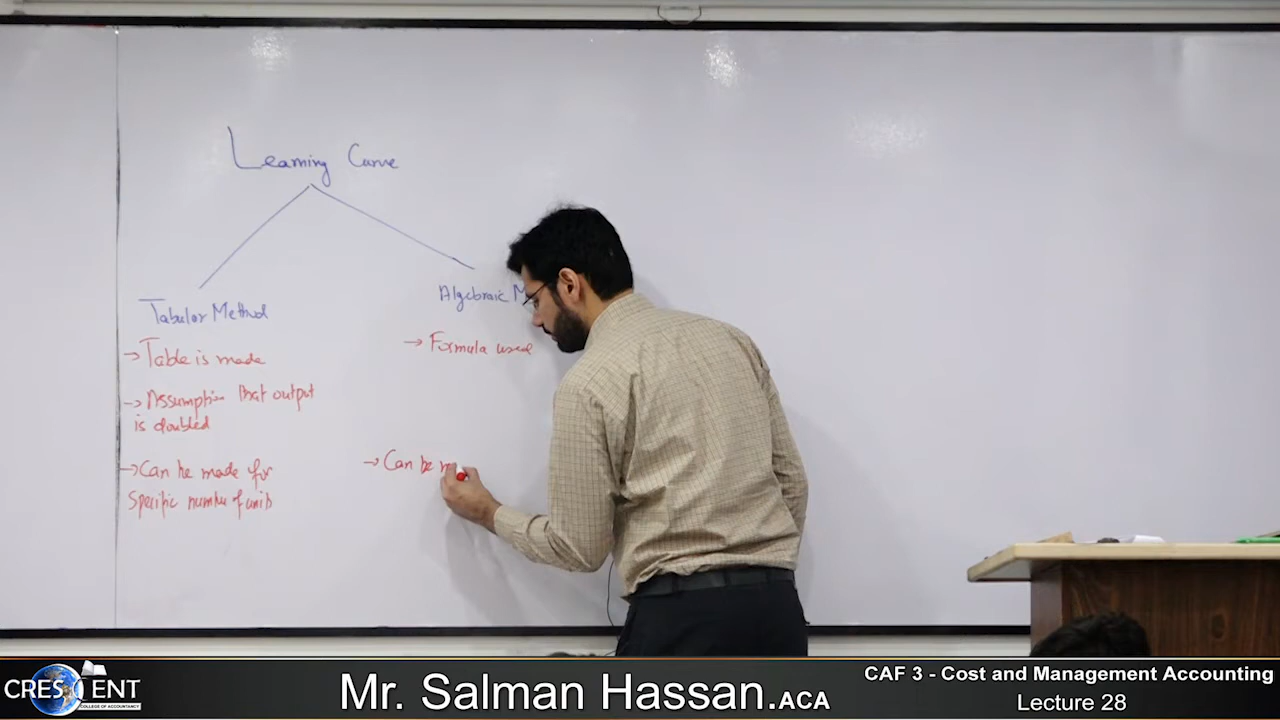 Learning Curve
Tabular Method
→ Table is made
→ Assumption that output
is doubled
→ Can be made for
Specific number of units
Algebraic M
→ Formula used
→ Can be m
CRESCENT
COLLEGE OF ACCOUNTANCY
Mr. Salman Hassan.ACA
CAF 3 - Cost and Management Accounting
Lecture 28